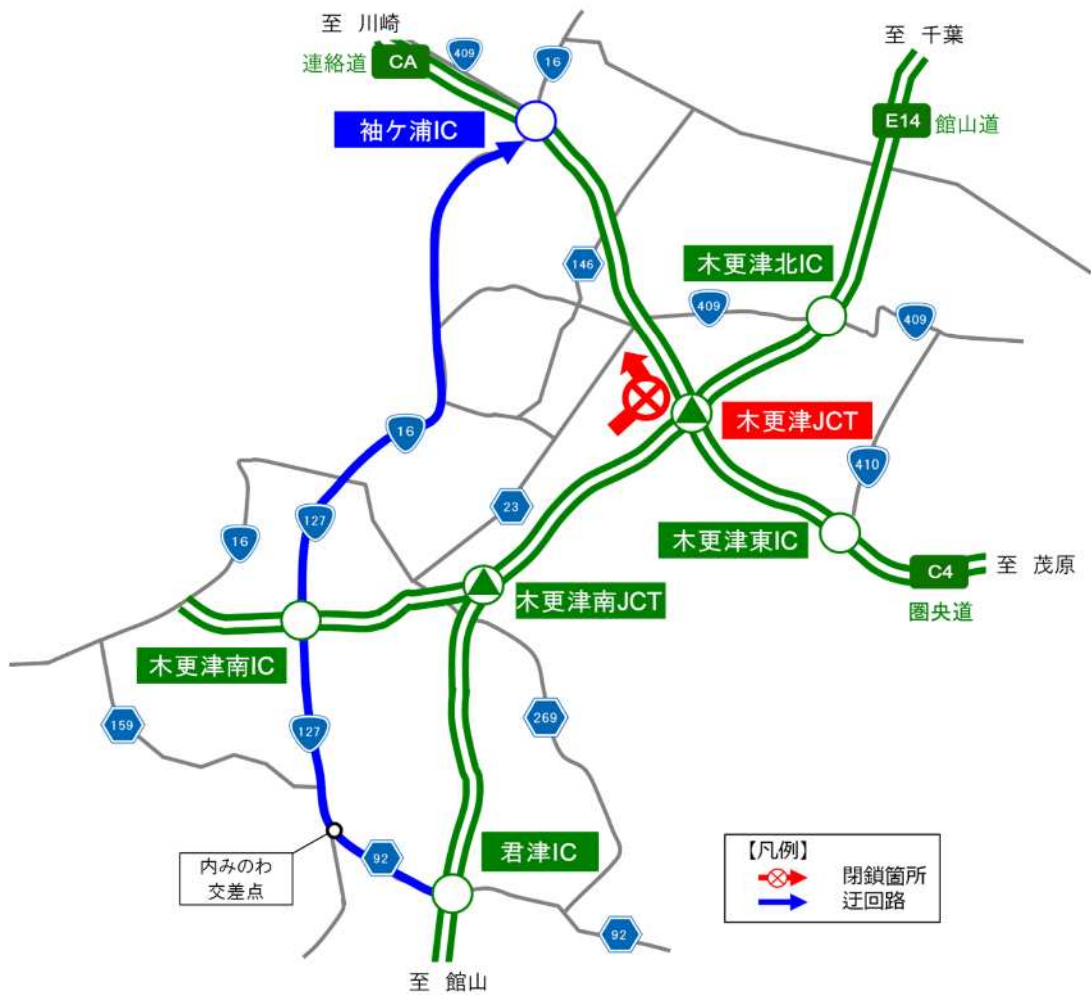 至 川崎
連絡道
CA
409
16
至 千葉
E14
館山道
袖ケ浦IC
146
木更津北IC
409
409
木更津JCT
16
410
127
23
木更津東IC
16
C4
至 茂原
圏央道
木更津南JCT
木更津南IC
159
127
269
内みのわ
交差点
92
君津IC
92
至 館山
【凡例】
閉鎖箇所
迂回路